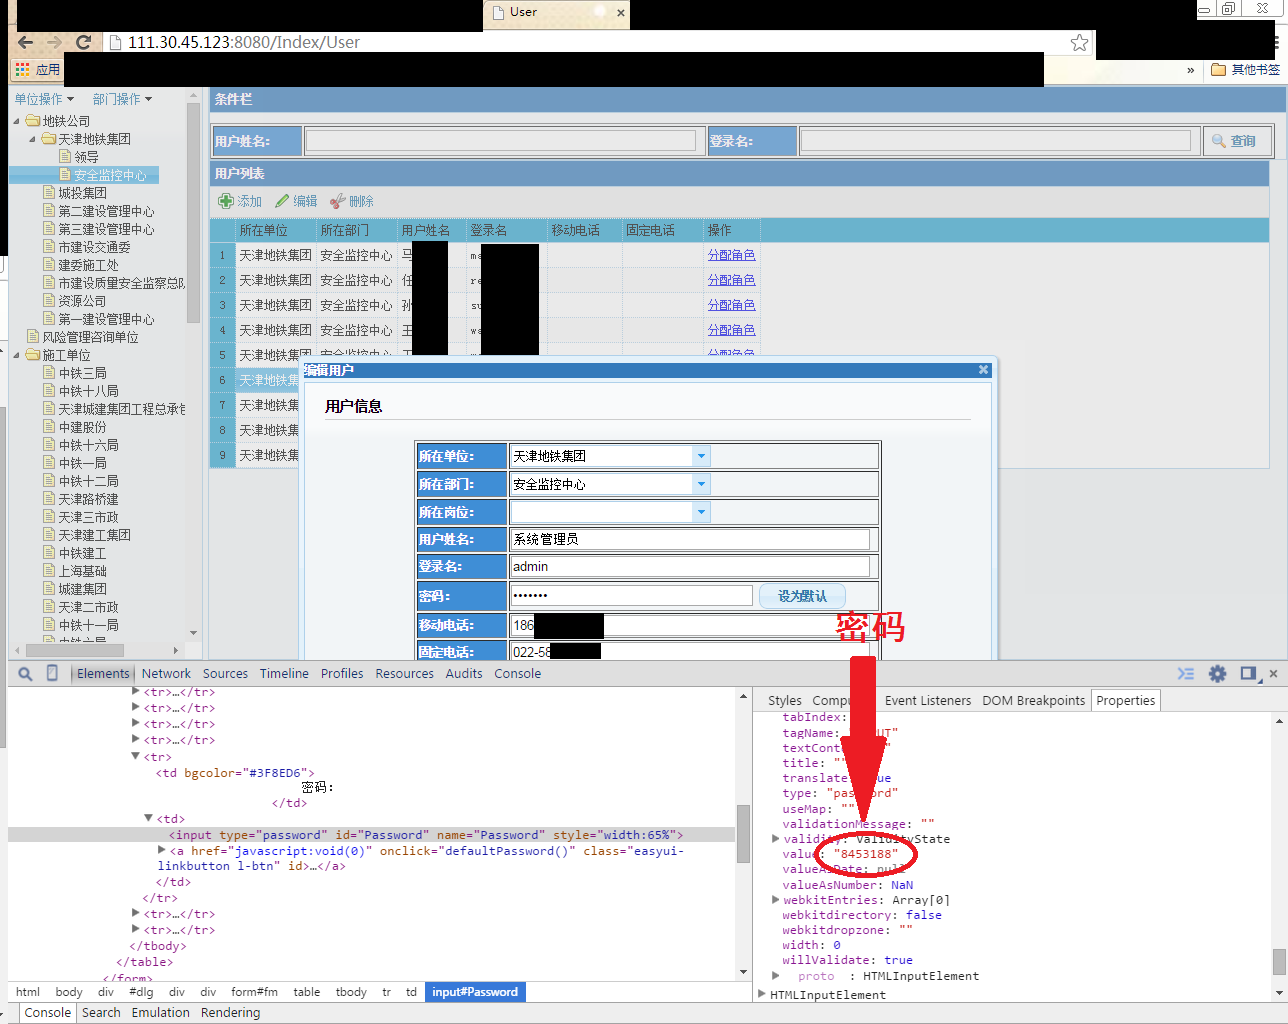 User
111.30.45.123:8080/Index/User
应用
»
其他书签
单位操作 部门操作
地铁公司
天津地铁集团
领导
安全监控中心
城投集团
第二建设管理中心
第三建设管理中心
市建设交通委
建委施工处
市建设质量安全监察总队
资源公司
第一建设管理中心
风险管理咨询单位
施工单位
中铁三局
中铁十八局
天津城建集团工程总承包
中建股份
中铁十六局
中铁一局
中铁十二局
天津路桥建
天津三市政
天津建工集团
中铁建工
上海基础
城建集团
天津二市政
中铁十一局
中铁六局
条件栏
用户姓名: 登录名: 查询
用户列表
添加 编辑 删除
所在单位 所在部门 用户姓名 登录名 移动电话 固定电话 操作
1 天津地铁集团 安全监控中心 马 ma 分配角色
2 天津地铁集团 安全监控中心 任 re 分配角色
3 天津地铁集团 安全监控中心 孙 su 分配角色
4 天津地铁集团 安全监控中心 王 wa 分配角色
5 天津地铁集团 安全监控中心 王 分配角色
6 天津地铁集
7 天津地铁集
8 天津地铁集
9 天津地铁集
编辑用户
用户信息
所在单位: 天津地铁集团
所在部门: 安全监控中心
所在岗位:
用户姓名: 系统管理员
登录名: admin
密码: ••••••• 设为默认
移动电话: 186
固定电话: 022-58
密码
Elements Network Sources Timeline Profiles Resources Audits Console
<tr>…</tr>
<tr>…</tr>
<tr>…</tr>
<tr>…</tr>
<tr>
<td bgcolor="#3F8ED6">
密码:
</td>
<td>
<input type="password" id="Password" name="Password" style="width:65%">
<a href="javascript:void(0)" onclick="defaultPassword()" class="easyui-
linkbutton l-btn" id>…</a>
</td>
</tr>
<tr>…</tr>
<tr>…</tr>
</tbody>
</table>
</form>
html body div #dlg div div form#fm table tbody tr td input#Password
Console Search Emulation Rendering
Styles Compu Event Listeners DOM Breakpoints Properties
tabIndex:
tagName: UT"
textCont "
title: ""
translate: ue
type: "password"
useMap: ""
validationMessage: ""
validity: ValidityState
value: "8453188"
valueAsDate: null
valueAsNumber: NaN
webkitEntries: Array[0]
webkitdirectory: false
webkitdropzone: ""
width: 0
willValidate: true
proto : HTMLInputElement
HTMLInputElement